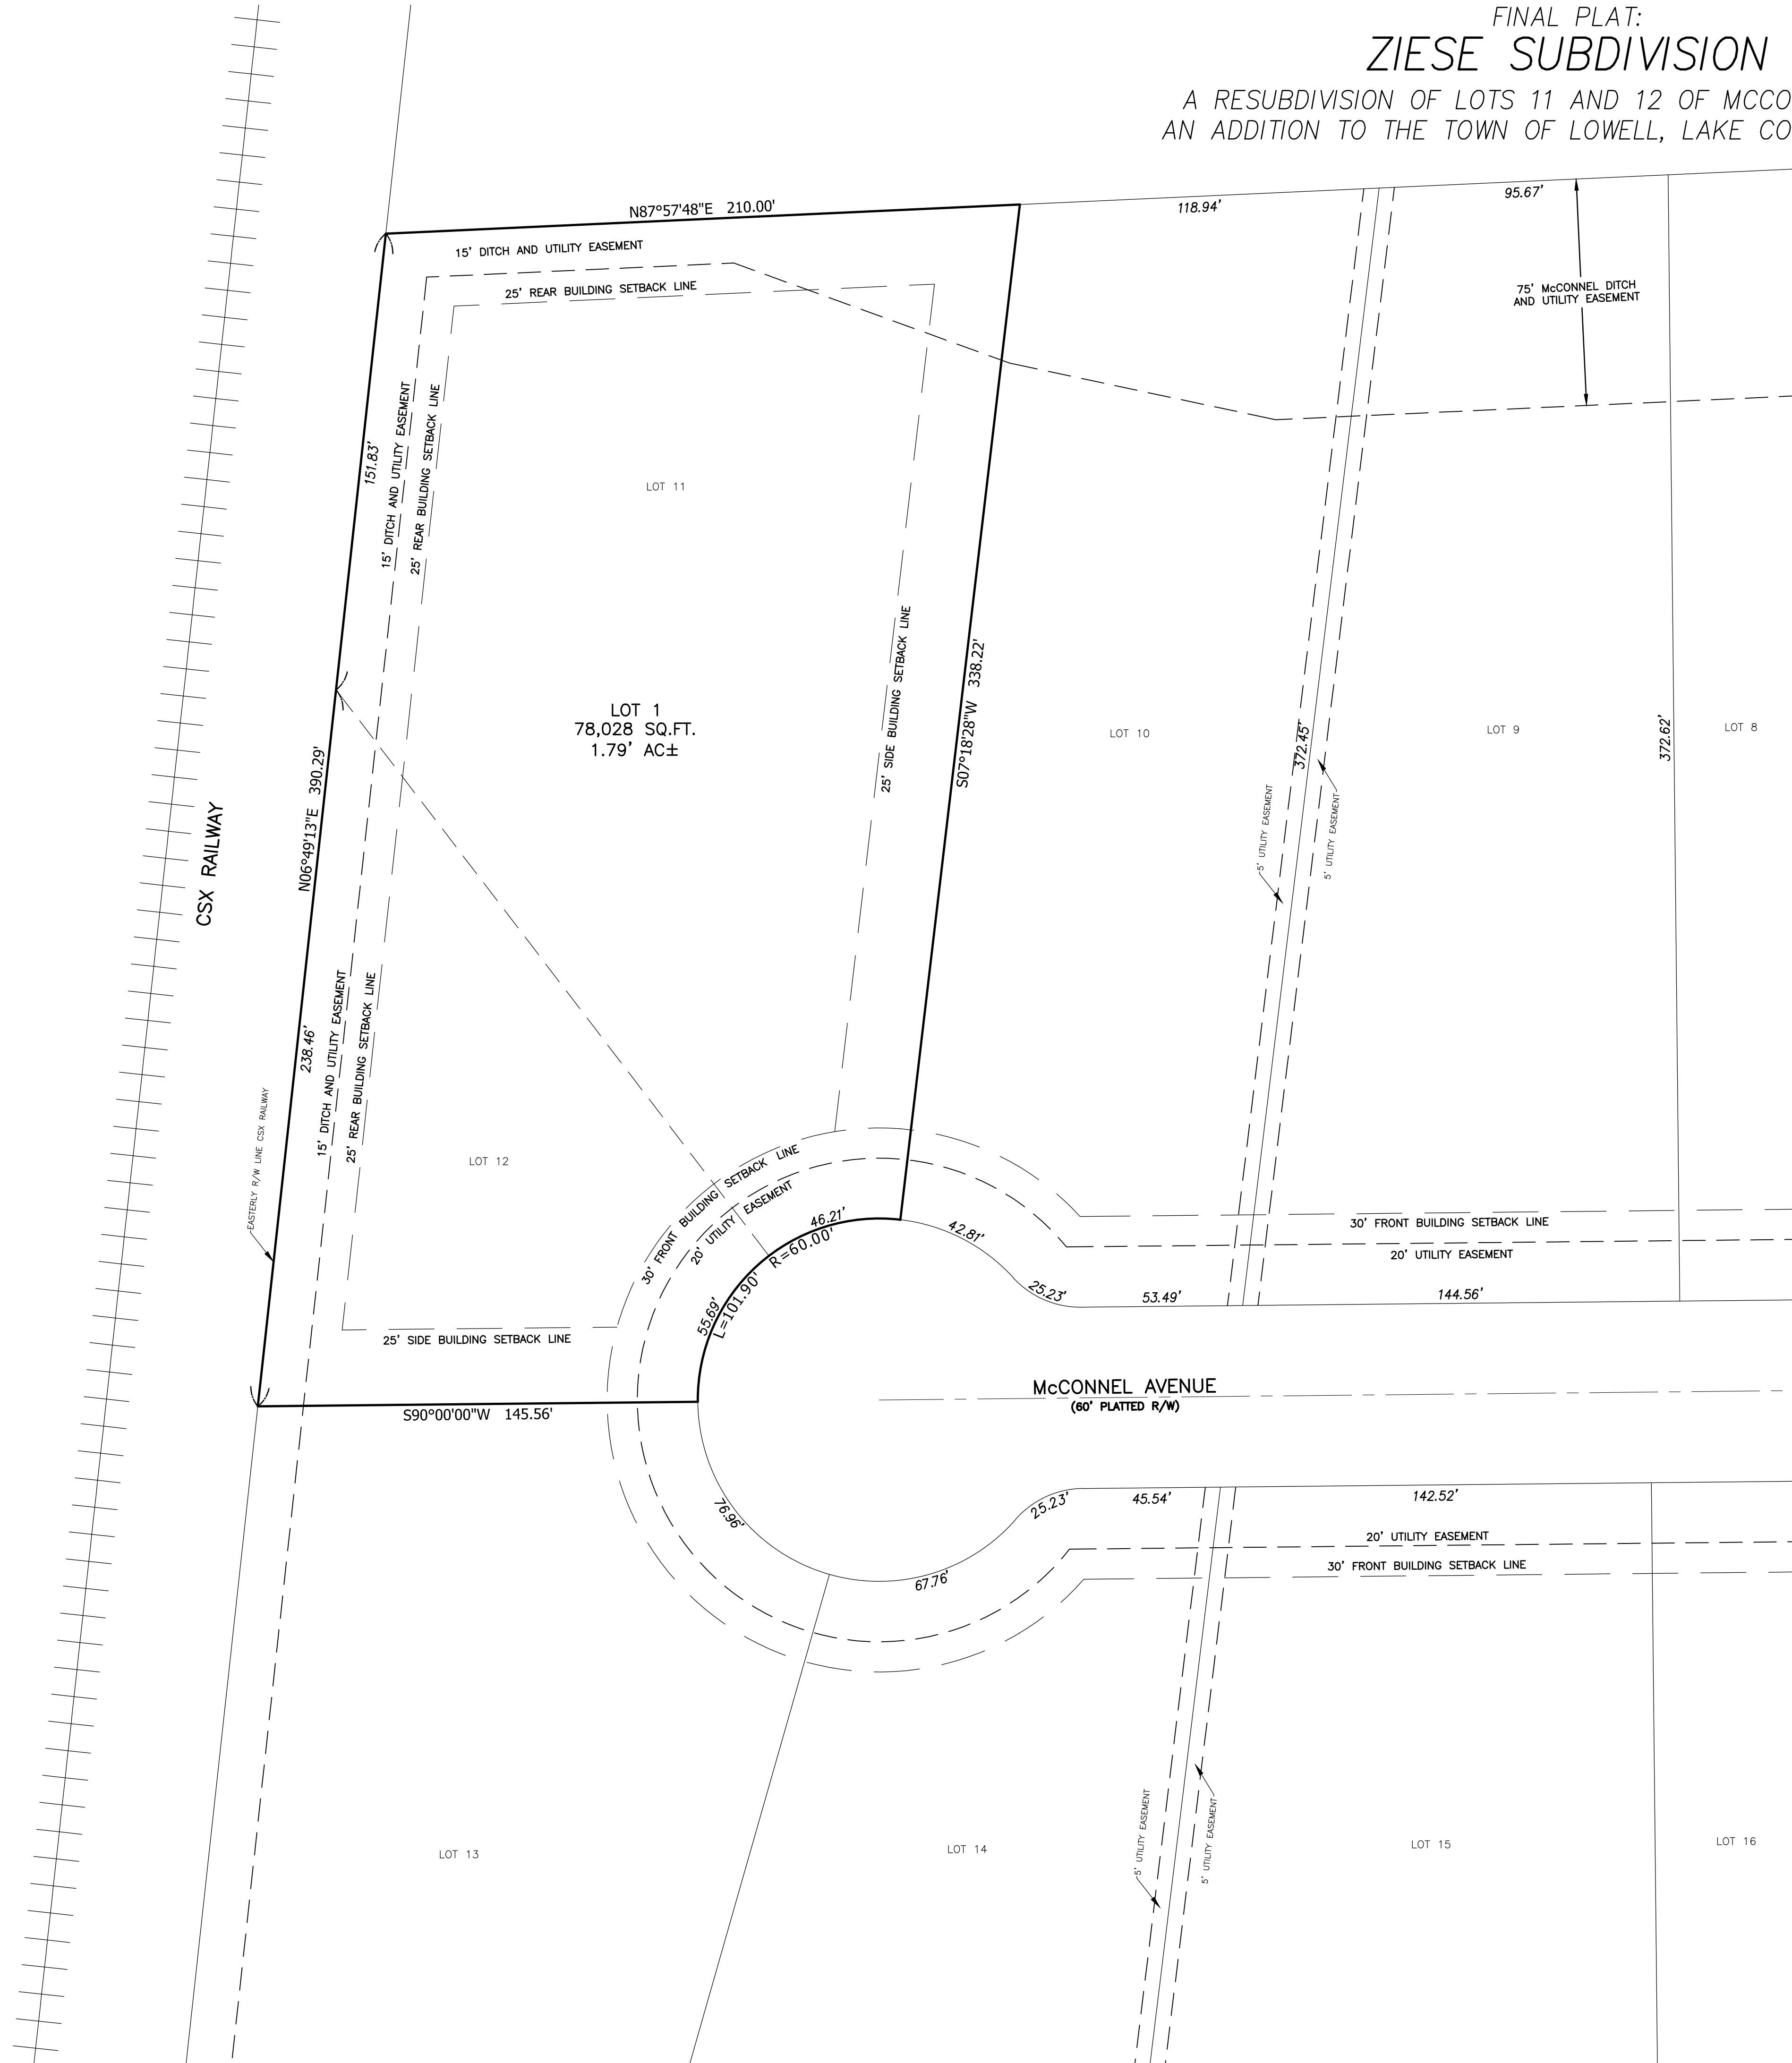 FINAL PLAT:
ZIESE SUBDIVISION
A RESUBDIVISION OF LOTS 11 AND 12 OF MCCO
AN ADDITION TO THE TOWN OF LOWELL, LAKE CO
N87°57'48"E 210.00'
118.94'
95.67'
15' DITCH AND UTILITY EASEMENT
25' REAR BUILDING SETBACK LINE
75' McCONNEL DITCH
AND UTILITY EASEMENT
151.83'
15' DITCH AND UTILITY EASEMENT
25' REAR BUILDING SETBACK LINE
LOT 11
25' SIDE BUILDING SETBACK LINE
S07°18'28"W 338.22'
LOT 1
78,028 SQ.FT.
1.79' AC±
LOT 10
372.45'
LOT 9
372.62'
LOT 8
N06°49'13"E 390.29'
CSX RAILWAY
5' UTILITY EASEMENT
5' UTILITY EASEMENT
238.46'
15' DITCH AND UTILITY EASEMENT
25' REAR BUILDING SETBACK LINE
EASTERLY R/W LINE CSX RAILWAY
LOT 12
30' FRONT BUILDING SETBACK LINE
20' UTILITY EASEMENT
46.21'
R=60.00'
L=101.90'
55.69'
42.81'
25.23'
53.49'
30' FRONT BUILDING SETBACK LINE
20' UTILITY EASEMENT
144.56'
25' SIDE BUILDING SETBACK LINE
S90°00'00"W 145.56'
McCONNEL AVENUE
(60' PLATTED R/W)
76.96'
67.76'
25.23'
45.54'
142.52'
20' UTILITY EASEMENT
30' FRONT BUILDING SETBACK LINE
5' UTILITY EASEMENT
5' UTILITY EASEMENT
LOT 13
LOT 14
LOT 15
LOT 16